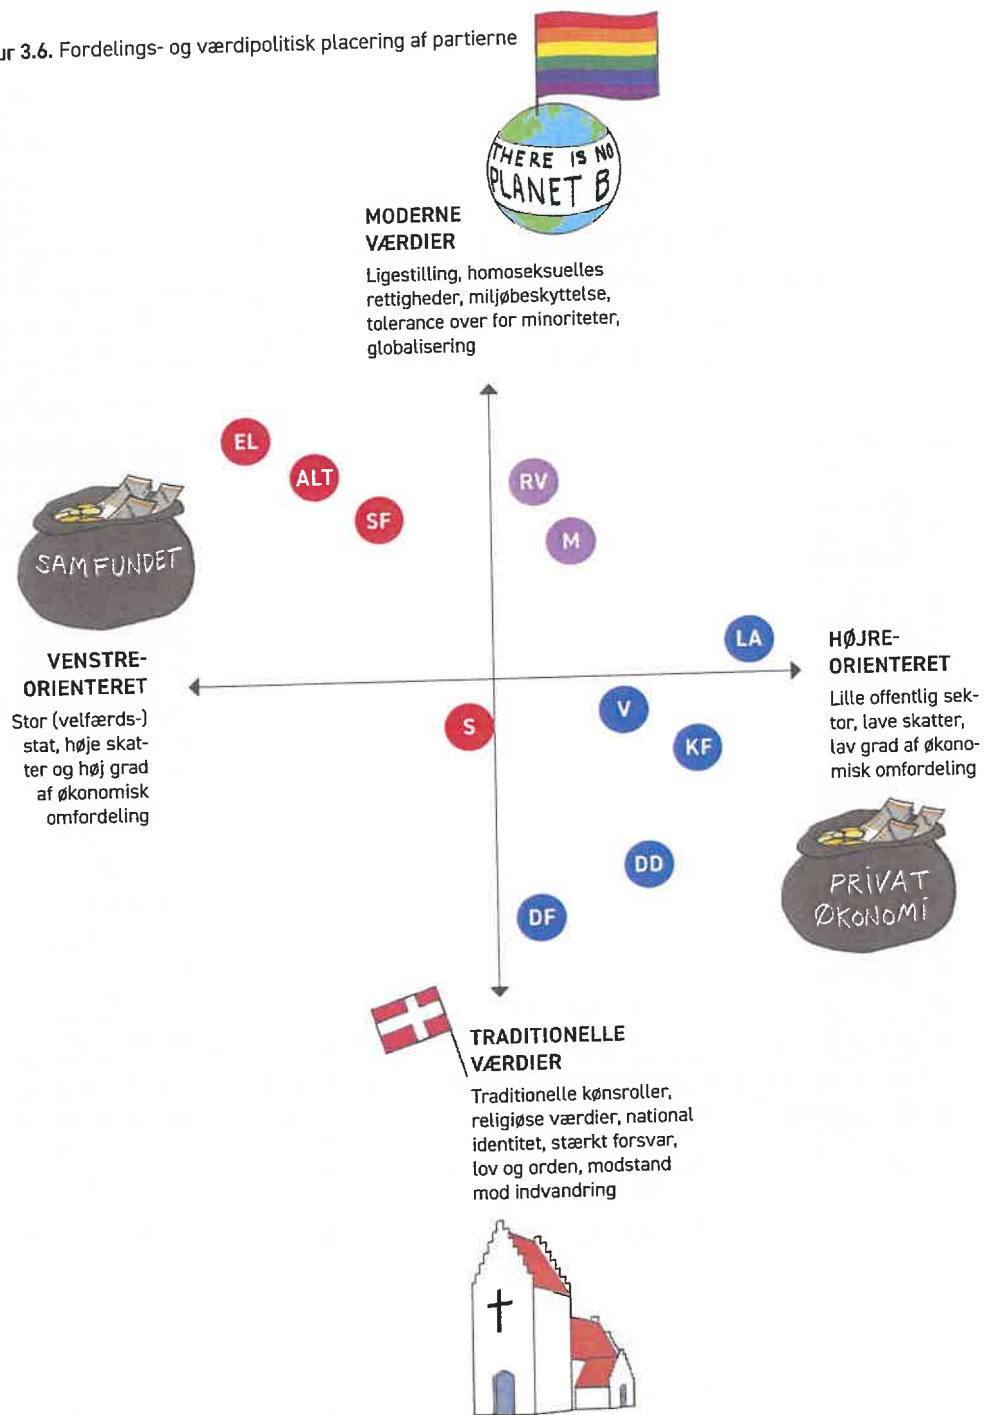 ur 3.6. Fordelings- og værdipolitisk placering af partierne
THERE IS NO
PLANET B
MODERNE
VÆRDIER
Ligestilling, homoseksuelles
rettigheder, miljøbeskyttelse,
tolerance over for minoriteter,
globalisering
EL
ALT
SF
RV
M
SAMFUNDET
LA
VENSTRE-
ORIENTERET
Stor (velfærds-)
stat, høje skat-
ter og høj grad
af økonomisk
omfordeling
HØJRE-
ORIENTERET
Lille offentlig sek-
tor, lave skatter,
lav grad af økono-
misk omfordeling
S
V
KF
DD
DF
PRIVAT
ØKONOMI
TRADITIONELLE
VÆRDIER
Traditionelle kønsroller,
religiøse værdier, national
identitet, stærkt forsvar,
lov og orden, modstand
mod indvandring